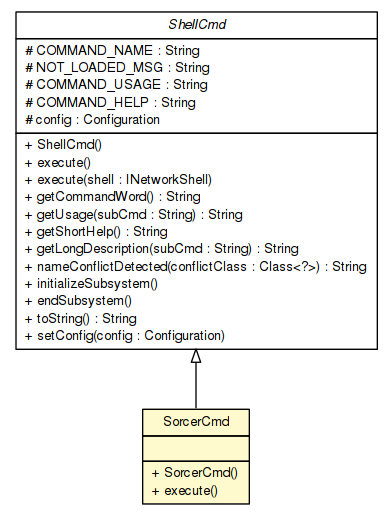 ShellCmd
# COMMAND_NAME : String
# NOT_LOADED_MSG : String
# COMMAND_USAGE : String
# COMMAND_HELP : String
# config : Configuration
+ ShellCmd()
+ execute()
+ execute(shell : INetworkShell)
+ getCommandWord() : String
+ getUsage(subCmd : String) : String
+ getShortHelp() : String
+ getLongDescription(subCmd : String) : String
+ nameConflictDetected(conflictClass : Class<?>) : String
+ initializeSubsystem()
+ endSubsystem()
+ toString() : String
+ setConfig(config : Configuration)
SorcerCmd
+ SorcerCmd()
+ execute()